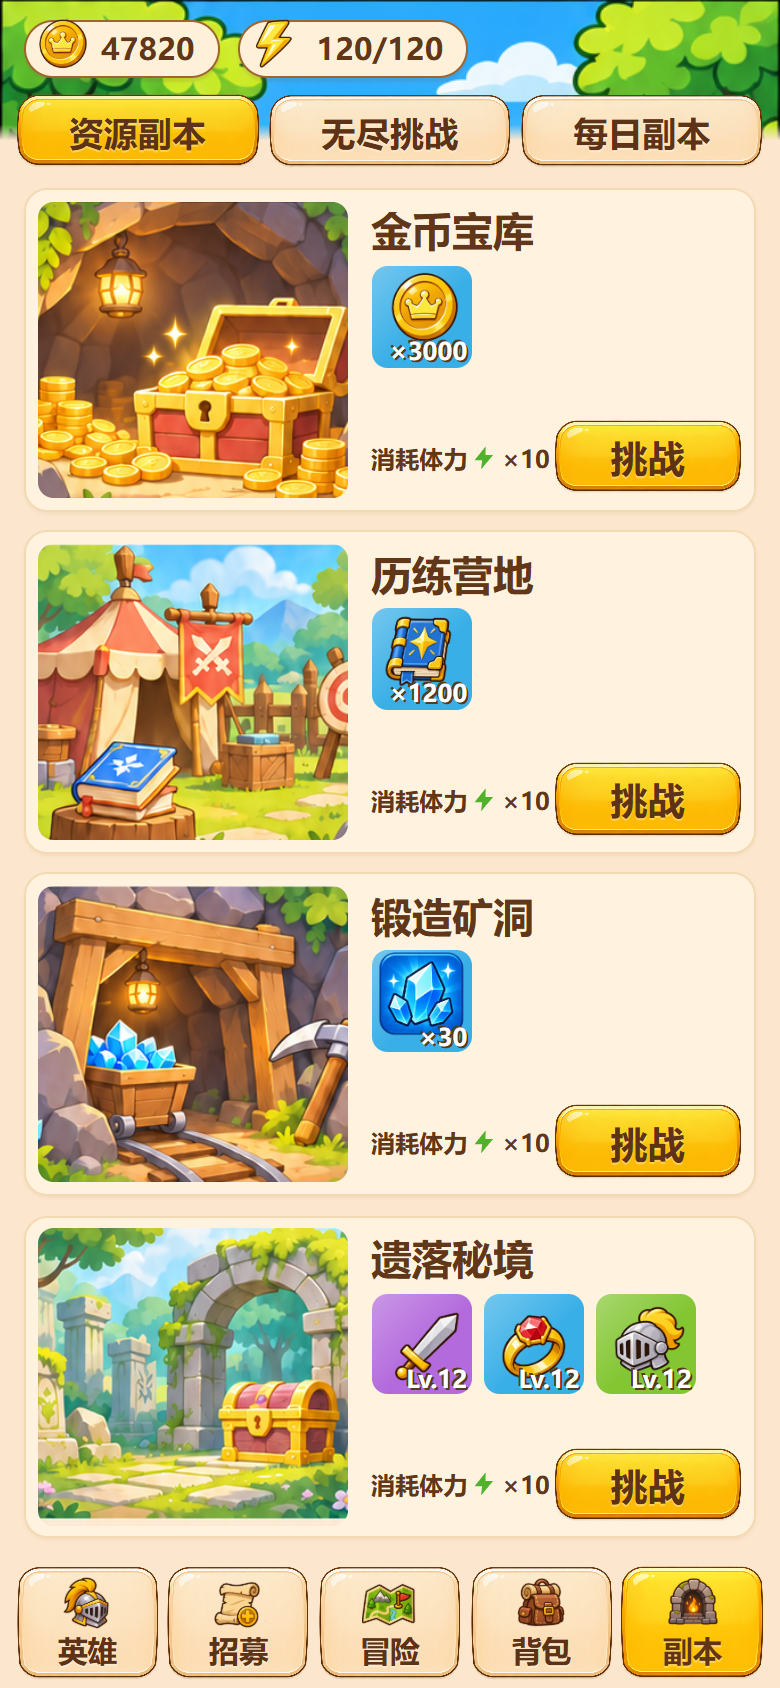 47820 120/120
资源副本 无尽挑战 每日副本
金币宝库
×3000
消耗体力 ×10 挑战
历练营地
×1200
消耗体力 ×10 挑战
锻造矿洞
×30
消耗体力 ×10 挑战
遗落秘境
Lv.12 Lv.12 Lv.12
消耗体力 ×10 挑战
英雄 招募 冒险 背包 副本